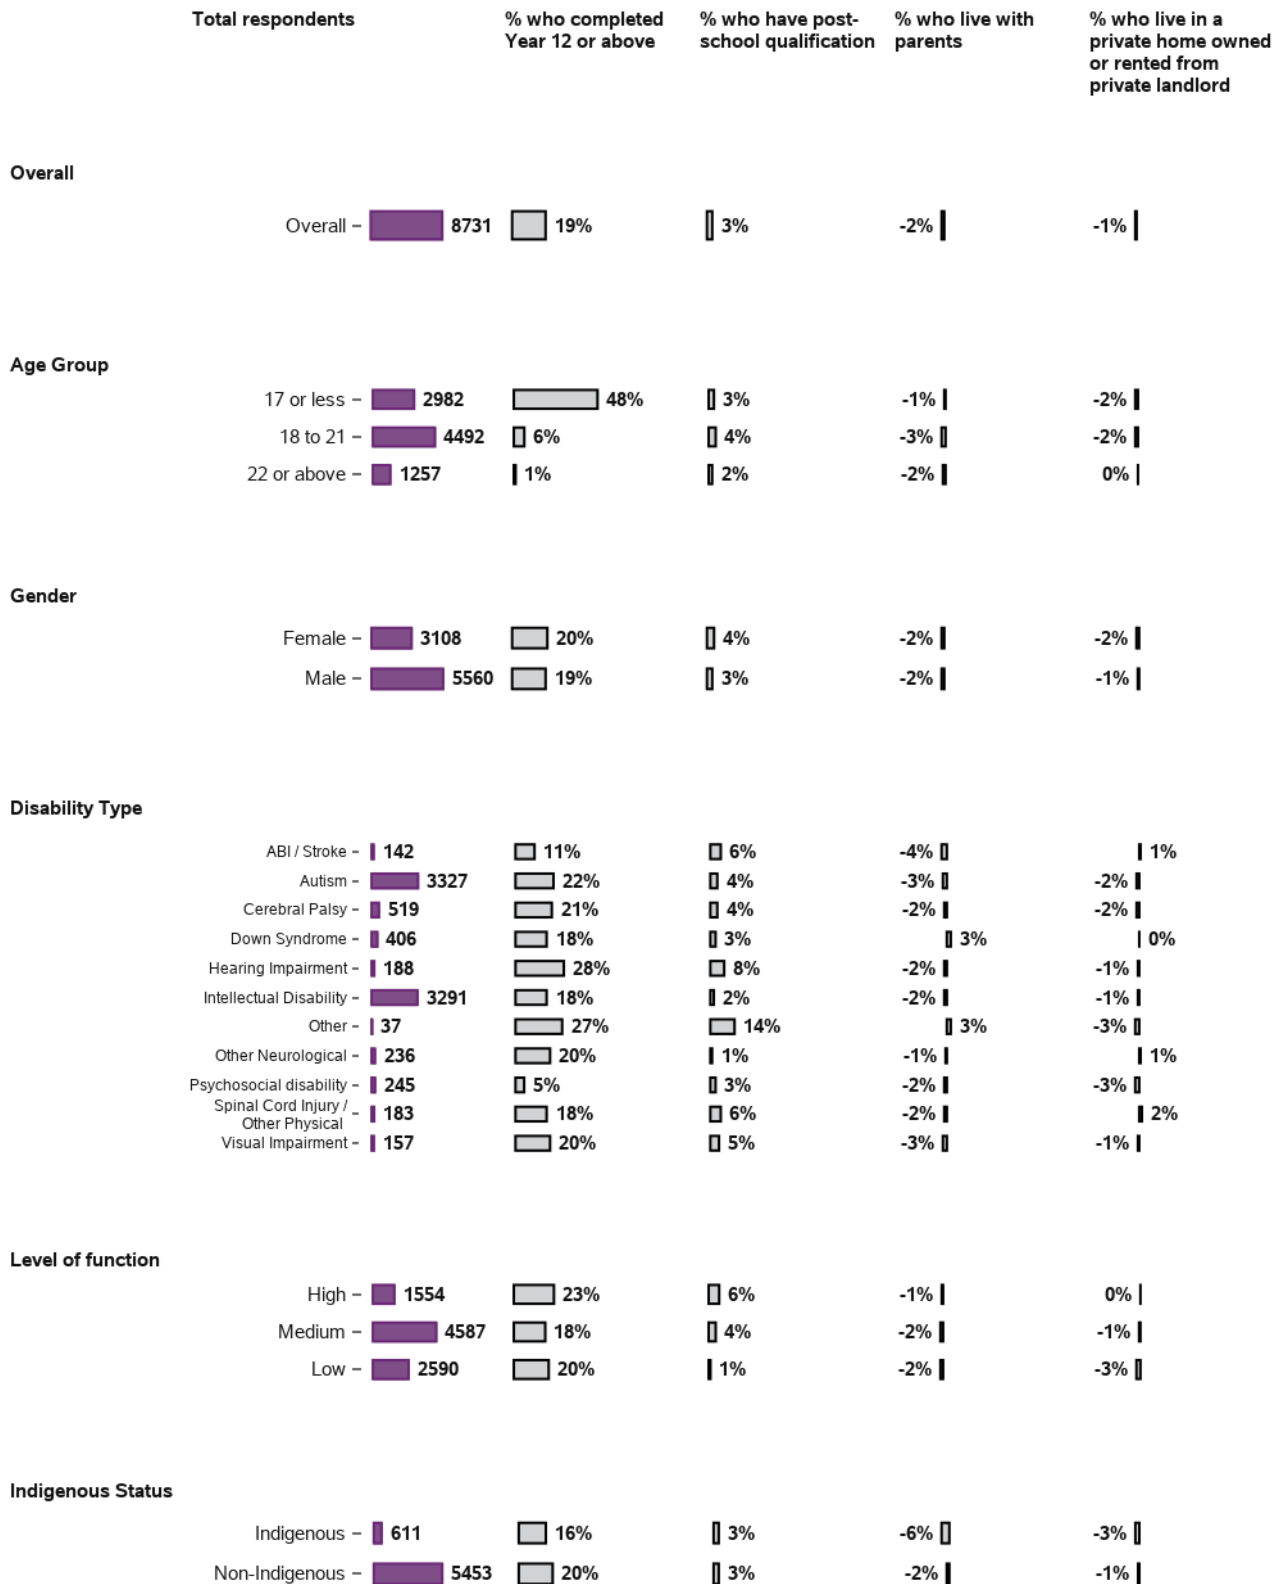 Total respondents
% who completed
Year 12 or above
% who have post-
school qualification
% who live with
parents
% who live in a
private home owned
or rented from
private landlord
Overall
Overall 8731 19% 3% -2% -1%
Age Group
17 or less 2982 48% 3% -1% -2%
18 to 21 4492 6% 4% -3% -2%
22 or above 1257 1% 2% -2% 0%
Gender
Female 3108 20% 4% -2% -2%
Male 5560 19% 3% -2% -1%
Disability Type
ABI / Stroke 142 11% 6% -4% 1%
Autism 3327 22% 4% -3% -2%
Cerebral Palsy 519 21% 4% -2% -2%
Down Syndrome 406 18% 3% 3% 0%
Hearing Impairment 188 28% 8% -2% -1%
Intellectual Disability 3291 18% 2% -2% -1%
Other 37 27% 14% 3% -3%
Other Neurological 236 20% 1% -1% 1%
Psychosocial disability 245 5% 3% -2% -3%
Spinal Cord Injury /
Other Physical 183 18% 6% -2% 2%
Visual Impairment 157 20% 5% -3% -1%
Level of function
High 1554 23% 6% -1% 0%
Medium 4587 18% 4% -2% -1%
Low 2590 20% 1% -2% -3%
Indigenous Status
Indigenous 611 16% 3% -6% -3%
Non-Indigenous 5453 20% 3% -2% -1%